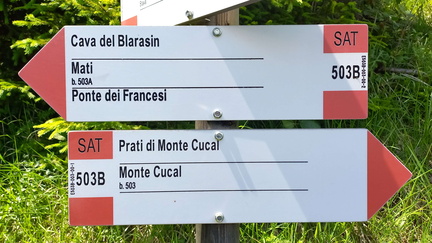 Cava del Blarasin
Mati
b. 503A
Ponte dei Francesi
SAT
503B
SAT
503B
Prati di Monte Cucal
Monte Cucal
b. 503